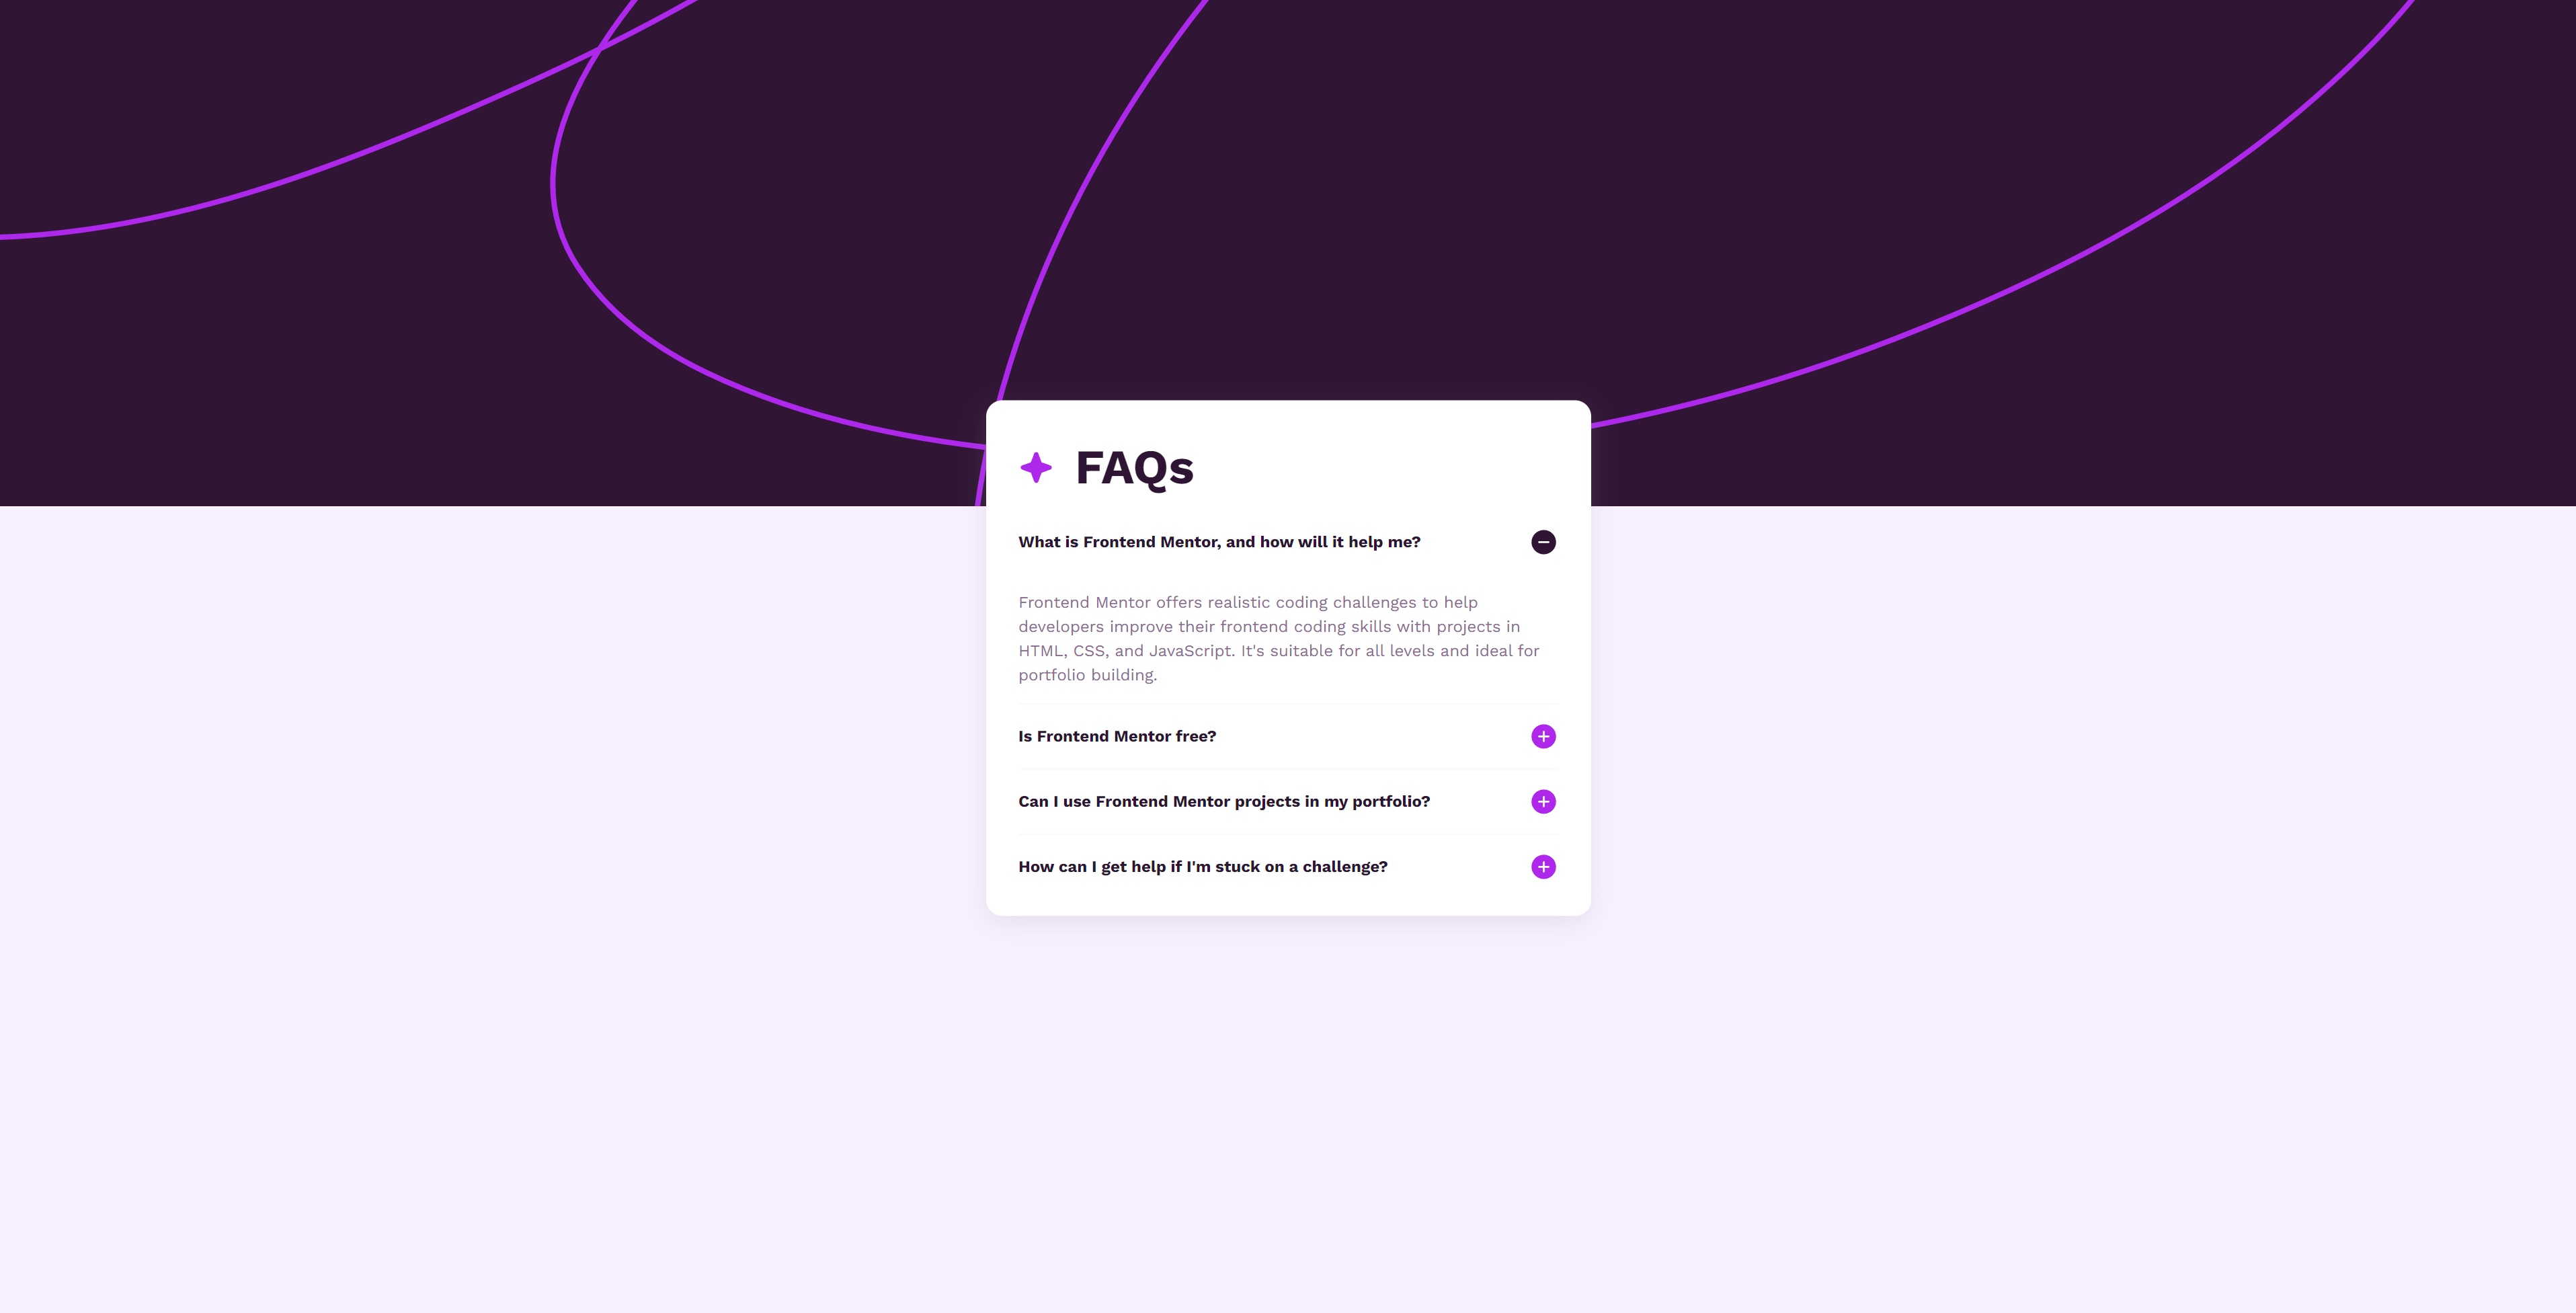 FAQs
What is Frontend Mentor, and how will it help me?
Frontend Mentor offers realistic coding challenges to help
developers improve their frontend coding skills with projects in
HTML, CSS, and JavaScript. It's suitable for all levels and ideal for
portfolio building.
Is Frontend Mentor free?
Can I use Frontend Mentor projects in my portfolio?
How can I get help if I'm stuck on a challenge?